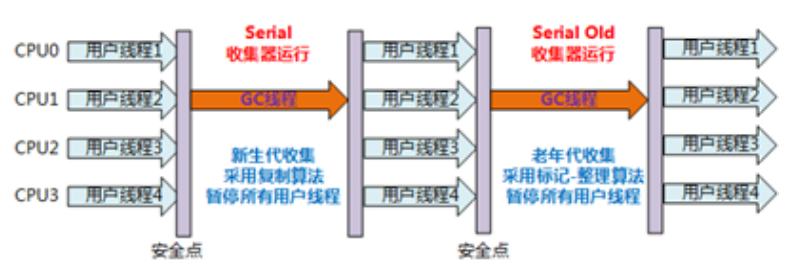 Serial
收集器运行
Serial Old
收集器运行
CPU0
用户线程1
用户线程1
用户线程1
CPU1
用户线程2
GC线程
用户线程2
GC线程
用户线程2
CPU2
用户线程3
用户线程3
用户线程3
CPU3
用户线程4
用户线程4
用户线程4
新生代收集
采用复制算法
暂停所有用户线程
老年代收集
采用标记-整理算法
暂停所有用户线程
安全点
安全点